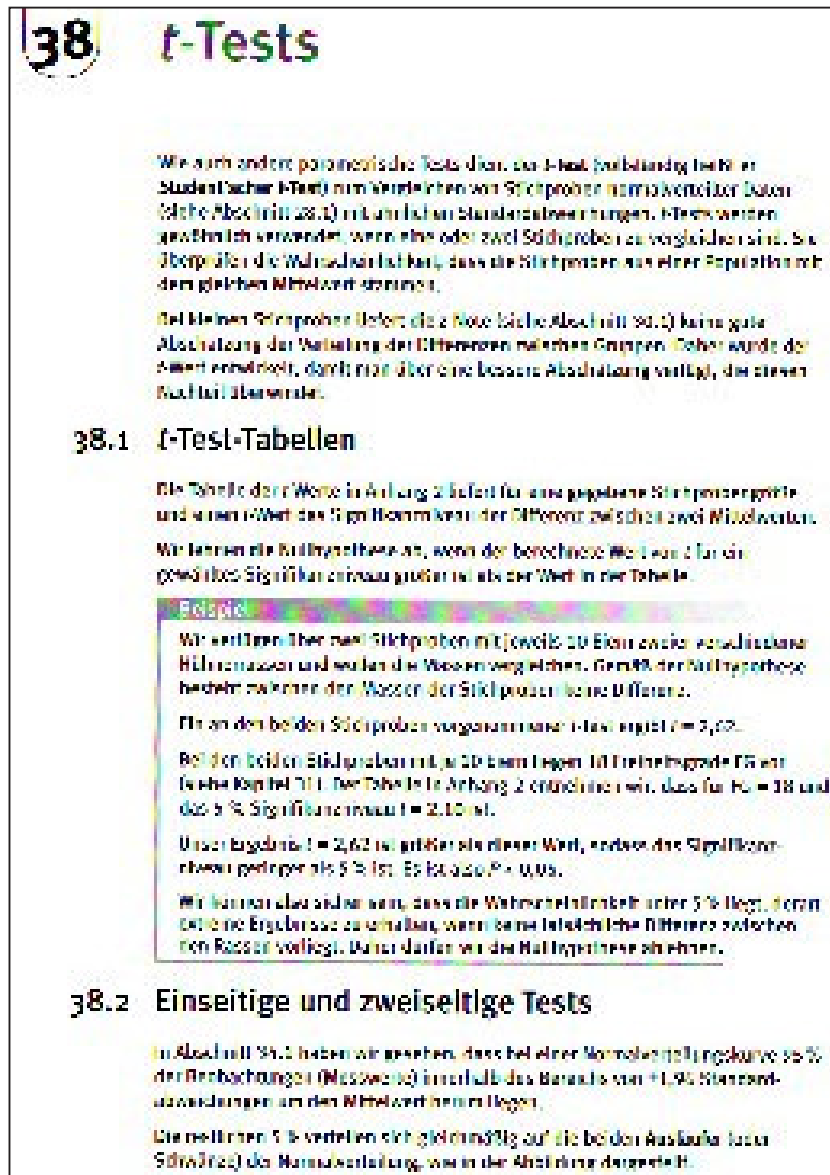 38 t-Tests
Wie auch andere parametrische Tests dient der t-Test (vollständig heißt er
Student'scher t-Test) zum Vergleichen von Stichproben normalverteilter Daten
(siehe Abschnitt 28.1) mit ähnlichen Standardabweichungen. t-Tests werden
gewöhnlich verwendet, wenn eine oder zwei Stichproben zu vergleichen sind. Sie
überprüfen die Wahrscheinlichkeit, dass die Stichproben aus einer Population mit
dem gleichen Mittelwert stammen.
Bei kleinen Stichproben liefert die z-Note (siehe Abschnitt 30.1) keine gute
Abschätzung der Verteilung der Differenzen zwischen Gruppen. Daher wurde der
t-Wert entwickelt, damit man über eine bessere Abschätzung verfügt, die diesen
Nachteil überwindet.
38.1 t-Test-Tabellen
Die Tabelle der t-Werte in Anhang 2 liefert für eine gegebene Stichprobengröße
und einen t-Wert das Signifikanzniveau der Differenz zwischen zwei Mittelwerten.
Wir lehnen die Nullhypothese ab, wenn der berechnete Wert von t für ein
gewähltes Signifikanzniveau größer ist als der Wert in der Tabelle.
Beispiel
Wir verfügen über zwei Stichproben mit jeweils 10 Eiern zweier verschiedener
Hühnerrassen und wollen die Massen vergleichen. Gemäß der Nullhypothese
besteht zwischen den Massen der Stichproben keine Differenz.
Ein an den beiden Stichproben vorgenommener t-Test ergibt t = 2,62.
Bei den beiden Stichproben mit je 10 Eiern liegen 18 Freiheitsgrade FG vor
(siehe Kapitel). Der Tabelle in Anhang 2 entnehmen wir, dass für FG = 18 und
das 5 % Signifikanzniveau t = 2,10 ist.
Unser Ergebnis t = 2,62 ist größer als dieser Wert, sodass das Signifikanz-
niveau geringer als 5 % ist. Es ist also P < 0,05.
Wir können also sicher sein, dass die Wahrscheinlichkeit unter 5 % liegt, derart
extreme Ergebnisse zu erhalten, wenn keine tatsächliche Differenz zwischen
den Rassen vorliegt. Daher dürfen wir die Nullhypothese ablehnen.
38.2 Einseitige und zweiseitige Tests
In Abschnitt haben wir gesehen, dass bei einer Normalverteilungskurve 95 %
der Beobachtungen (Messwerte) innerhalb des Bereichs von ±1,96 Standard-
abweichungen um den Mittelwert herum liegen.
Die restlichen 5 % verteilen sich gleichmäßig auf die beiden Ausläufer (oder
Schwänze) der Normalverteilung, wie in der Abbildung dargestellt.